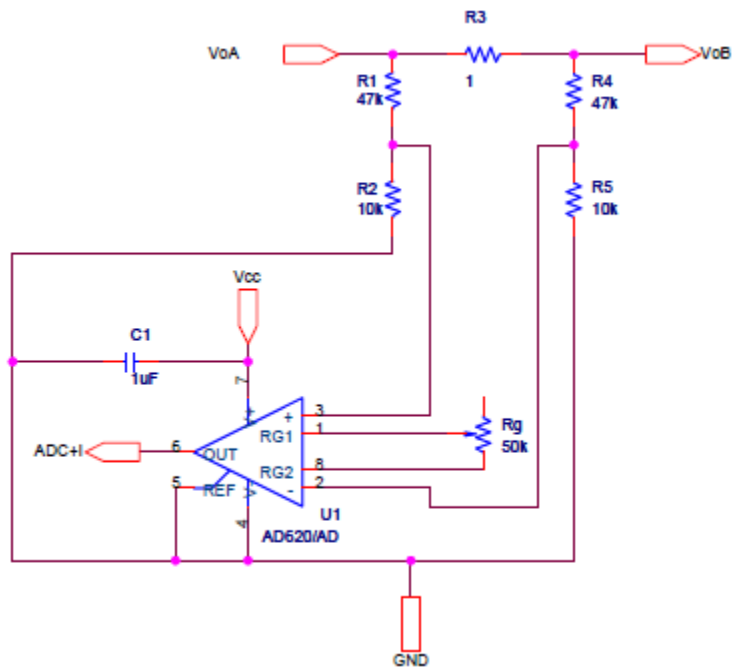 R3
VoA
VoB
R1
47k
1
R4
47k
R2
10k
R5
10k
Vcc
C1
1uF
7
V+
+
3
RG1
1
Rg
50k
ADC+I
6
OUT
RG2
8
5
REF
V-
-
2
4
U1
AD620/AD
GND